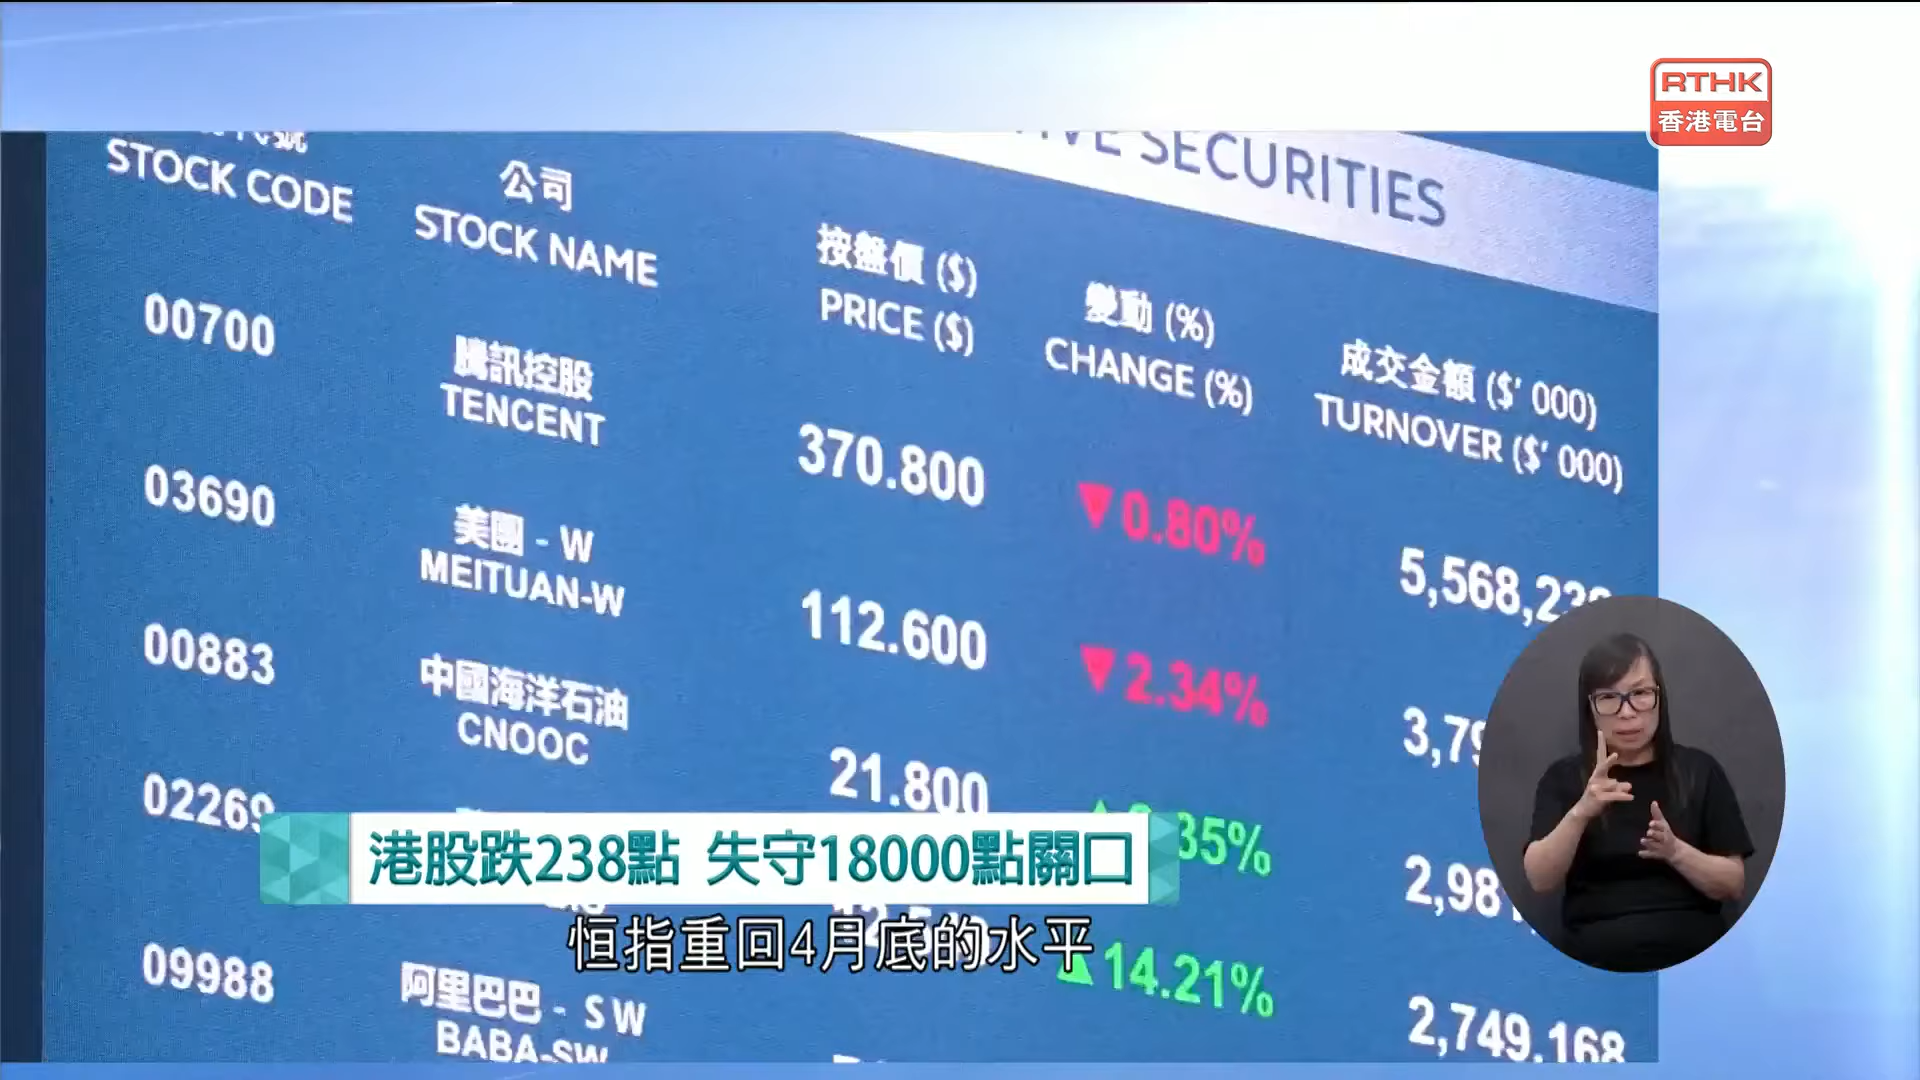 RTHK
香港電台
VE SECURITIES
STOCK CODE
公司
STOCK NAME
按盤價 ($)
PRICE ($)
變動 (%)
CHANGE (%)
成交金額 ($' 000)
TURNOVER ($' 000)
00700
騰訊控股
TENCENT
370.800
▼0.80%
03690
美團 - W
MEITUAN-W
112.600
▼2.34%
00883
中國海洋石油
CNOOC
21.800
02269
▲14.21%
09988
阿里巴巴 - S W
BABA-SW
2,749,168
港股跌238點 失守18000點關口
恒指重回4月底的水平